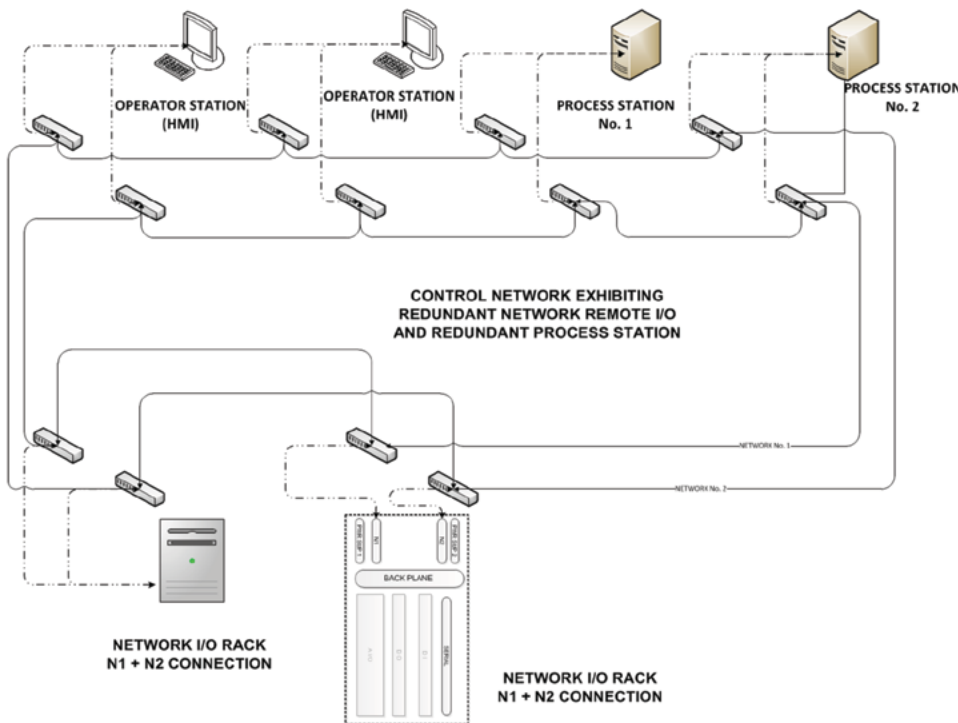 OPERATOR STATION
(HMI)
OPERATOR STATION
(HMI)
PROCESS STATION
No. 1
PROCESS STATION
No. 2
CONTROL NETWORK EXHIBITING
REDUNDANT NETWORK REMOTE I/O
AND REDUNDANT PROCESS STATION
NETWORK No. 1
NETWORK No. 2
N1
N2
BACK PLANE
SERIAL
NETWORK I/O RACK
N1 + N2 CONNECTION
NETWORK I/O RACK
N1 + N2 CONNECTION